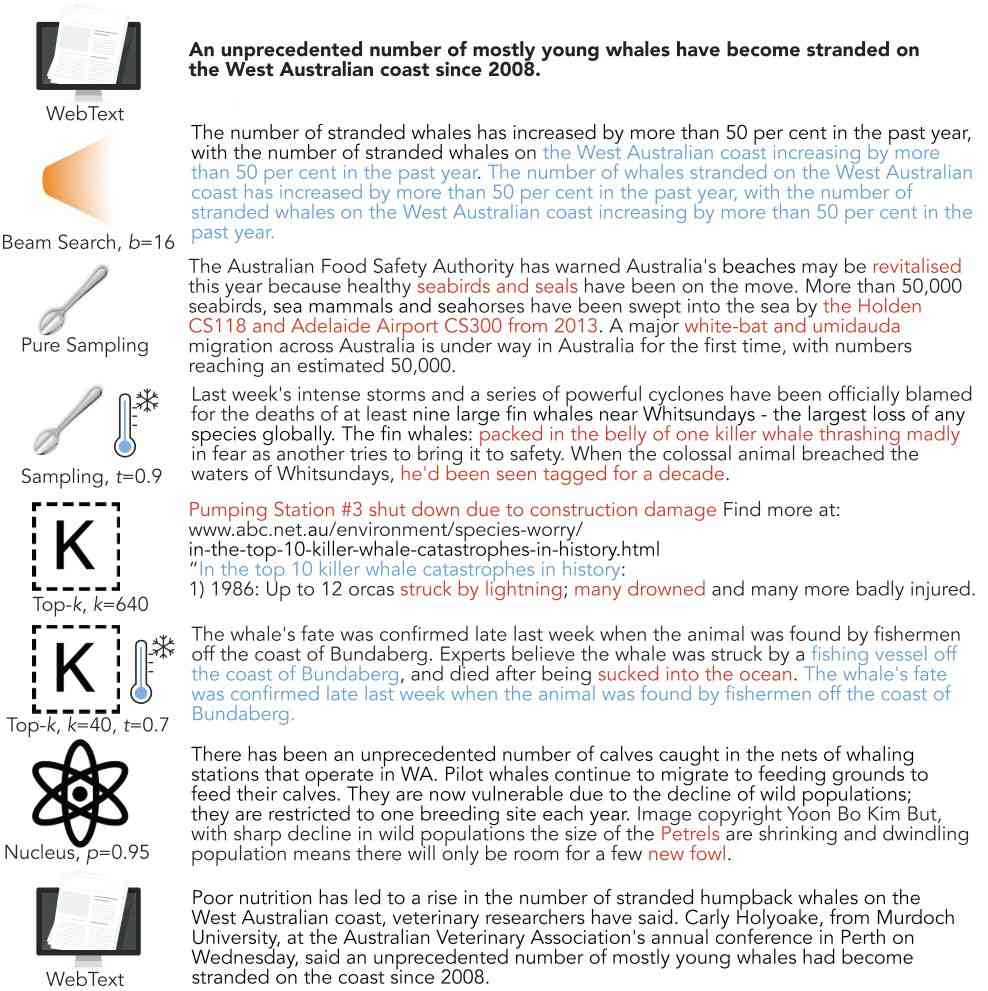 An unprecedented number of mostly young whales have become stranded on
the West Australian coast since 2008.
WebText
The number of stranded whales has increased by more than 50 per cent in the past year,
with the number of stranded whales on the West Australian coast increasing by more
than 50 per cent in the past year. The number of whales stranded on the West Australian
coast has increased by more than 50 per cent in the past year, with the number of
stranded whales on the West Australian coast increasing by more than 50 per cent in the
past year.
Beam Search, b=16
The Australian Food Safety Authority has warned Australia's beaches may be revitalised
this year because healthy seabirds and seals have been on the move. More than 50,000
seabirds, sea mammals and seahorses have been swept into the sea by the Holden
CS118 and Adelaide Airport CS300 from 2013. A major white-bat and umidauda
migration across Australia is under way in Australia for the first time, with numbers
reaching an estimated 50,000.
Pure Sampling
Last week's intense storms and a series of powerful cyclones have been officially blamed
for the deaths of at least nine large fin whales near Whitsundays - the largest loss of any
species globally. The fin whales: packed in the belly of one killer whale thrashing madly
in fear as another tries to bring it to safety. When the colossal animal breached the
waters of Whitsundays, he'd been seen tagged for a decade.
Sampling, t=0.9
Pumping Station #3 shut down due to construction damage Find more at:
www.abc.net.au/environment/species-worry/
in-the-top-10-killer-whale-catastrophes-in-history.html
“In the top 10 killer whale catastrophes in history:
1) 1986: Up to 12 orcas struck by lightning; many drowned and many more badly injured.
K
Top-k, k=640
The whale's fate was confirmed late last week when the animal was found by fishermen
off the coast of Bundaberg. Experts believe the whale was struck by a fishing vessel off
the coast of Bundaberg, and died after being sucked into the ocean. The whale's fate
was confirmed late last week when the animal was found by fishermen off the coast of
Bundaberg.
K
Top-k, k=40, t=0.7
There has been an unprecedented number of calves caught in the nets of whaling
stations that operate in WA. Pilot whales continue to migrate to feeding grounds to
feed their calves. They are now vulnerable due to the decline of wild populations;
they are restricted to one breeding site each year. Image copyright Yoon Bo Kim But,
with sharp decline in wild populations the size of the Petrels are shrinking and dwindling
population means there will only be room for a few new fowl.
Nucleus, p=0.95
Poor nutrition has led to a rise in the number of stranded humpback whales on the
West Australian coast, veterinary researchers have said. Carly Holyoake, from Murdoch
University, at the Australian Veterinary Association's annual conference in Perth on
Wednesday, said an unprecedented number of mostly young whales had become
stranded on the coast since 2008.
WebText